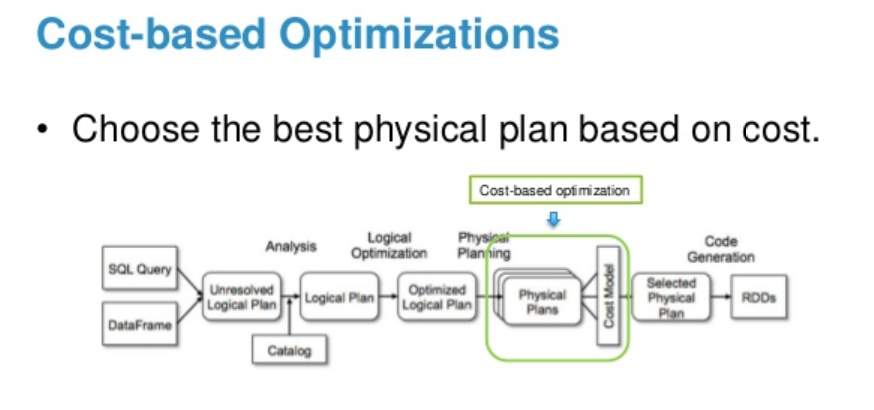 Cost-based Optimizations
• Choose the best physical plan based on cost.
Cost-based optimization
Analysis
Logical
Optimization
Physical
Planning
Code
Generation
SQL Query
DataFrame
Unresolved
Logical Plan
Catalog
Logical Plan
Optimized
Logical Plan
Physical
Plans
Cost Model
Selected
Physical
Plan
RDDs